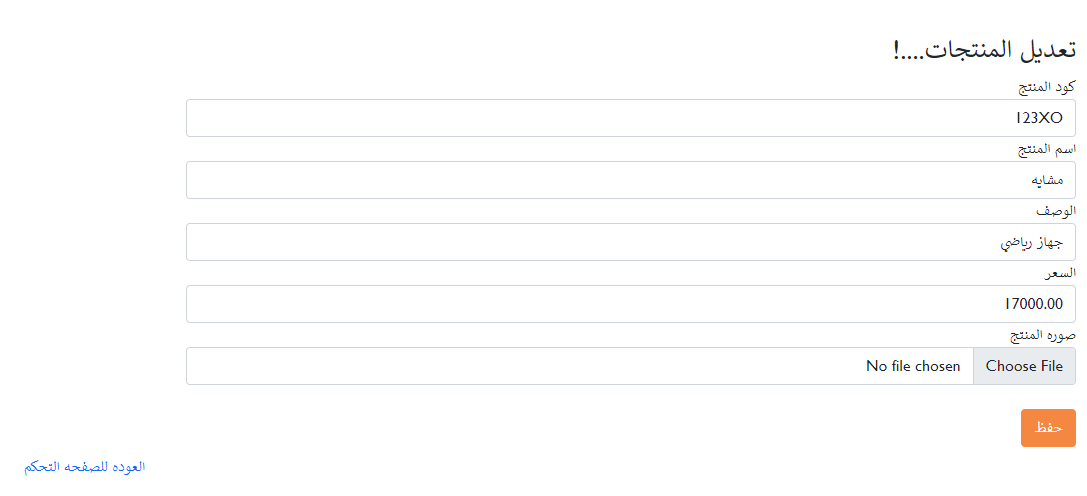 تعديل المنتجات....!
كود المنتج
123XO
اسم المنتج
مشايه
الوصف
جهاز رياضي
السعر
17000.00
صوره المنتج
Choose File No file chosen
حفظ
العوده للصفحه التحكم